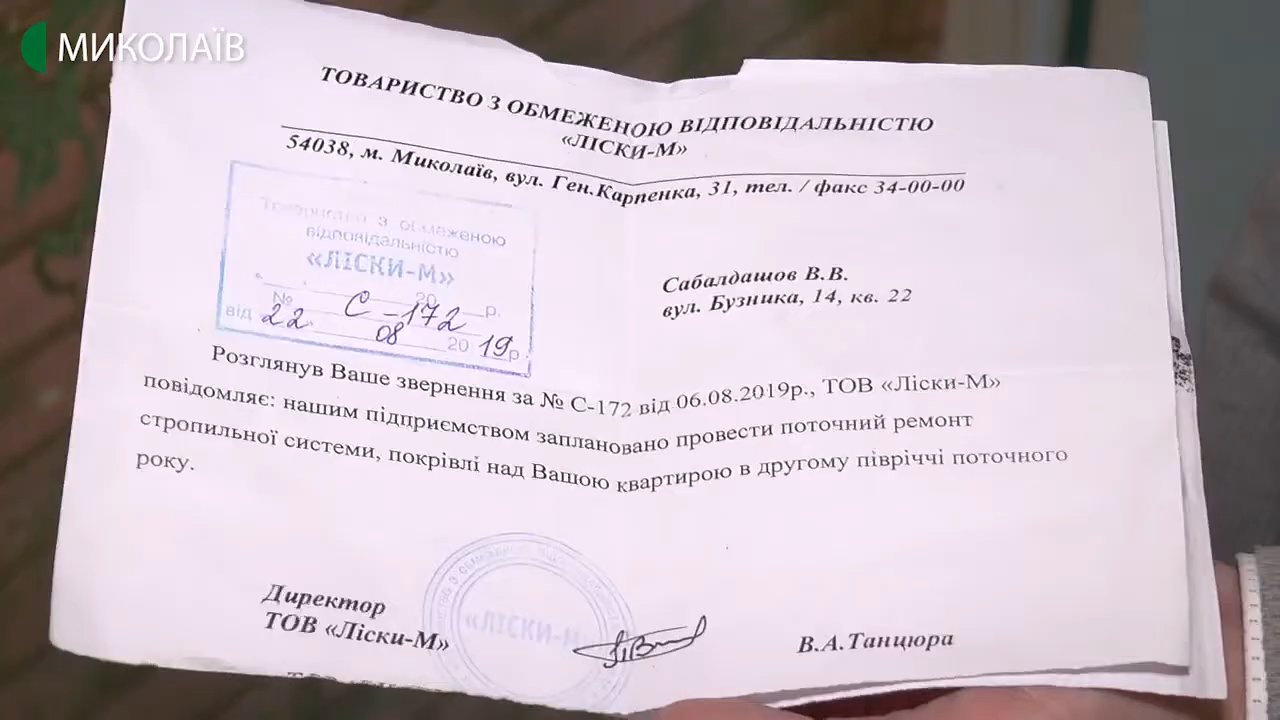 МИКОЛАЇВ
ТОВАРИСТВО З ОБМЕЖЕНОЮ ВІДПОВІДАЛЬНІСТЮ
«ЛІСКИ-М»
54038, м. Миколаїв, вул. Ген.Карпенка, 31, тел. / факс 34-00-00
Товариство з обмаженою
відповідальністю
«ЛІСКИ-М»
20 р.
№ С-172
від 22. 08 2019р
Сабалдашов В.В.
вул. Бузника, 14, кв. 22
Розглянув Ваше звернення за № С-172 від 06.08.2019р., ТОВ «Ліски-М»
повідомляє: нашим підприємством заплановано провести поточний ремонт
стропильної системи, покрівлі над Вашою квартирою в другому півріччі поточного
року.
«ЛІСКИ-М»
Директор
ТОВ «Ліски-М»
В.А.Танцюра